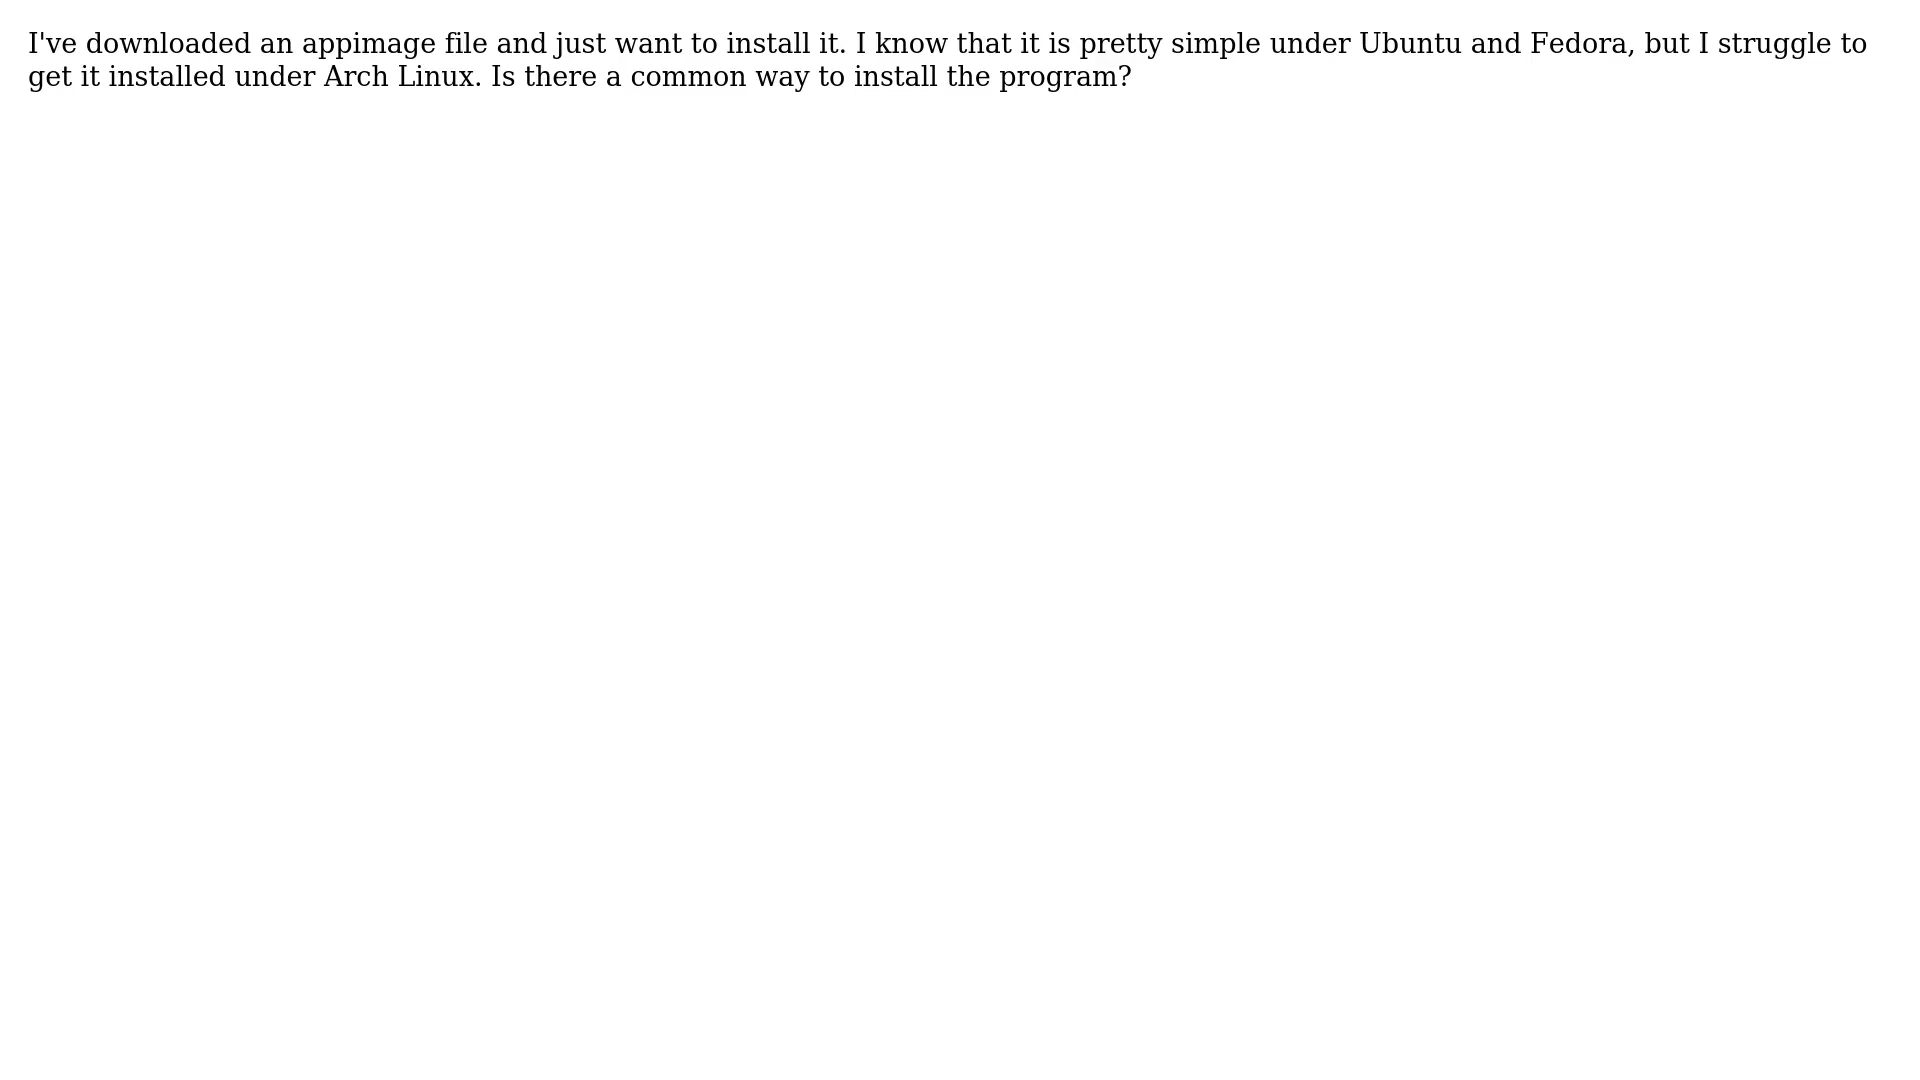 I've downloaded an appimage file and just want to install it. I know that it is pretty simple under Ubuntu and Fedora, but I struggle to
get it installed under Arch Linux. Is there a common way to install the program?